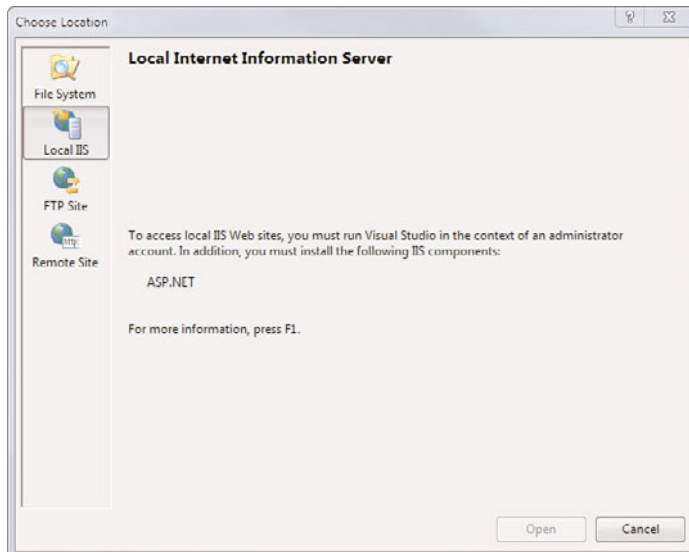 Choose Location
File System
Local IIS
FTP Site
http:
Remote Site
Local Internet Information Server
To access local IIS Web sites, you must run Visual Studio in the context of an administrator
account. In addition, you must install the following IIS components:
ASP.NET
For more information, press F1.
Open
Cancel